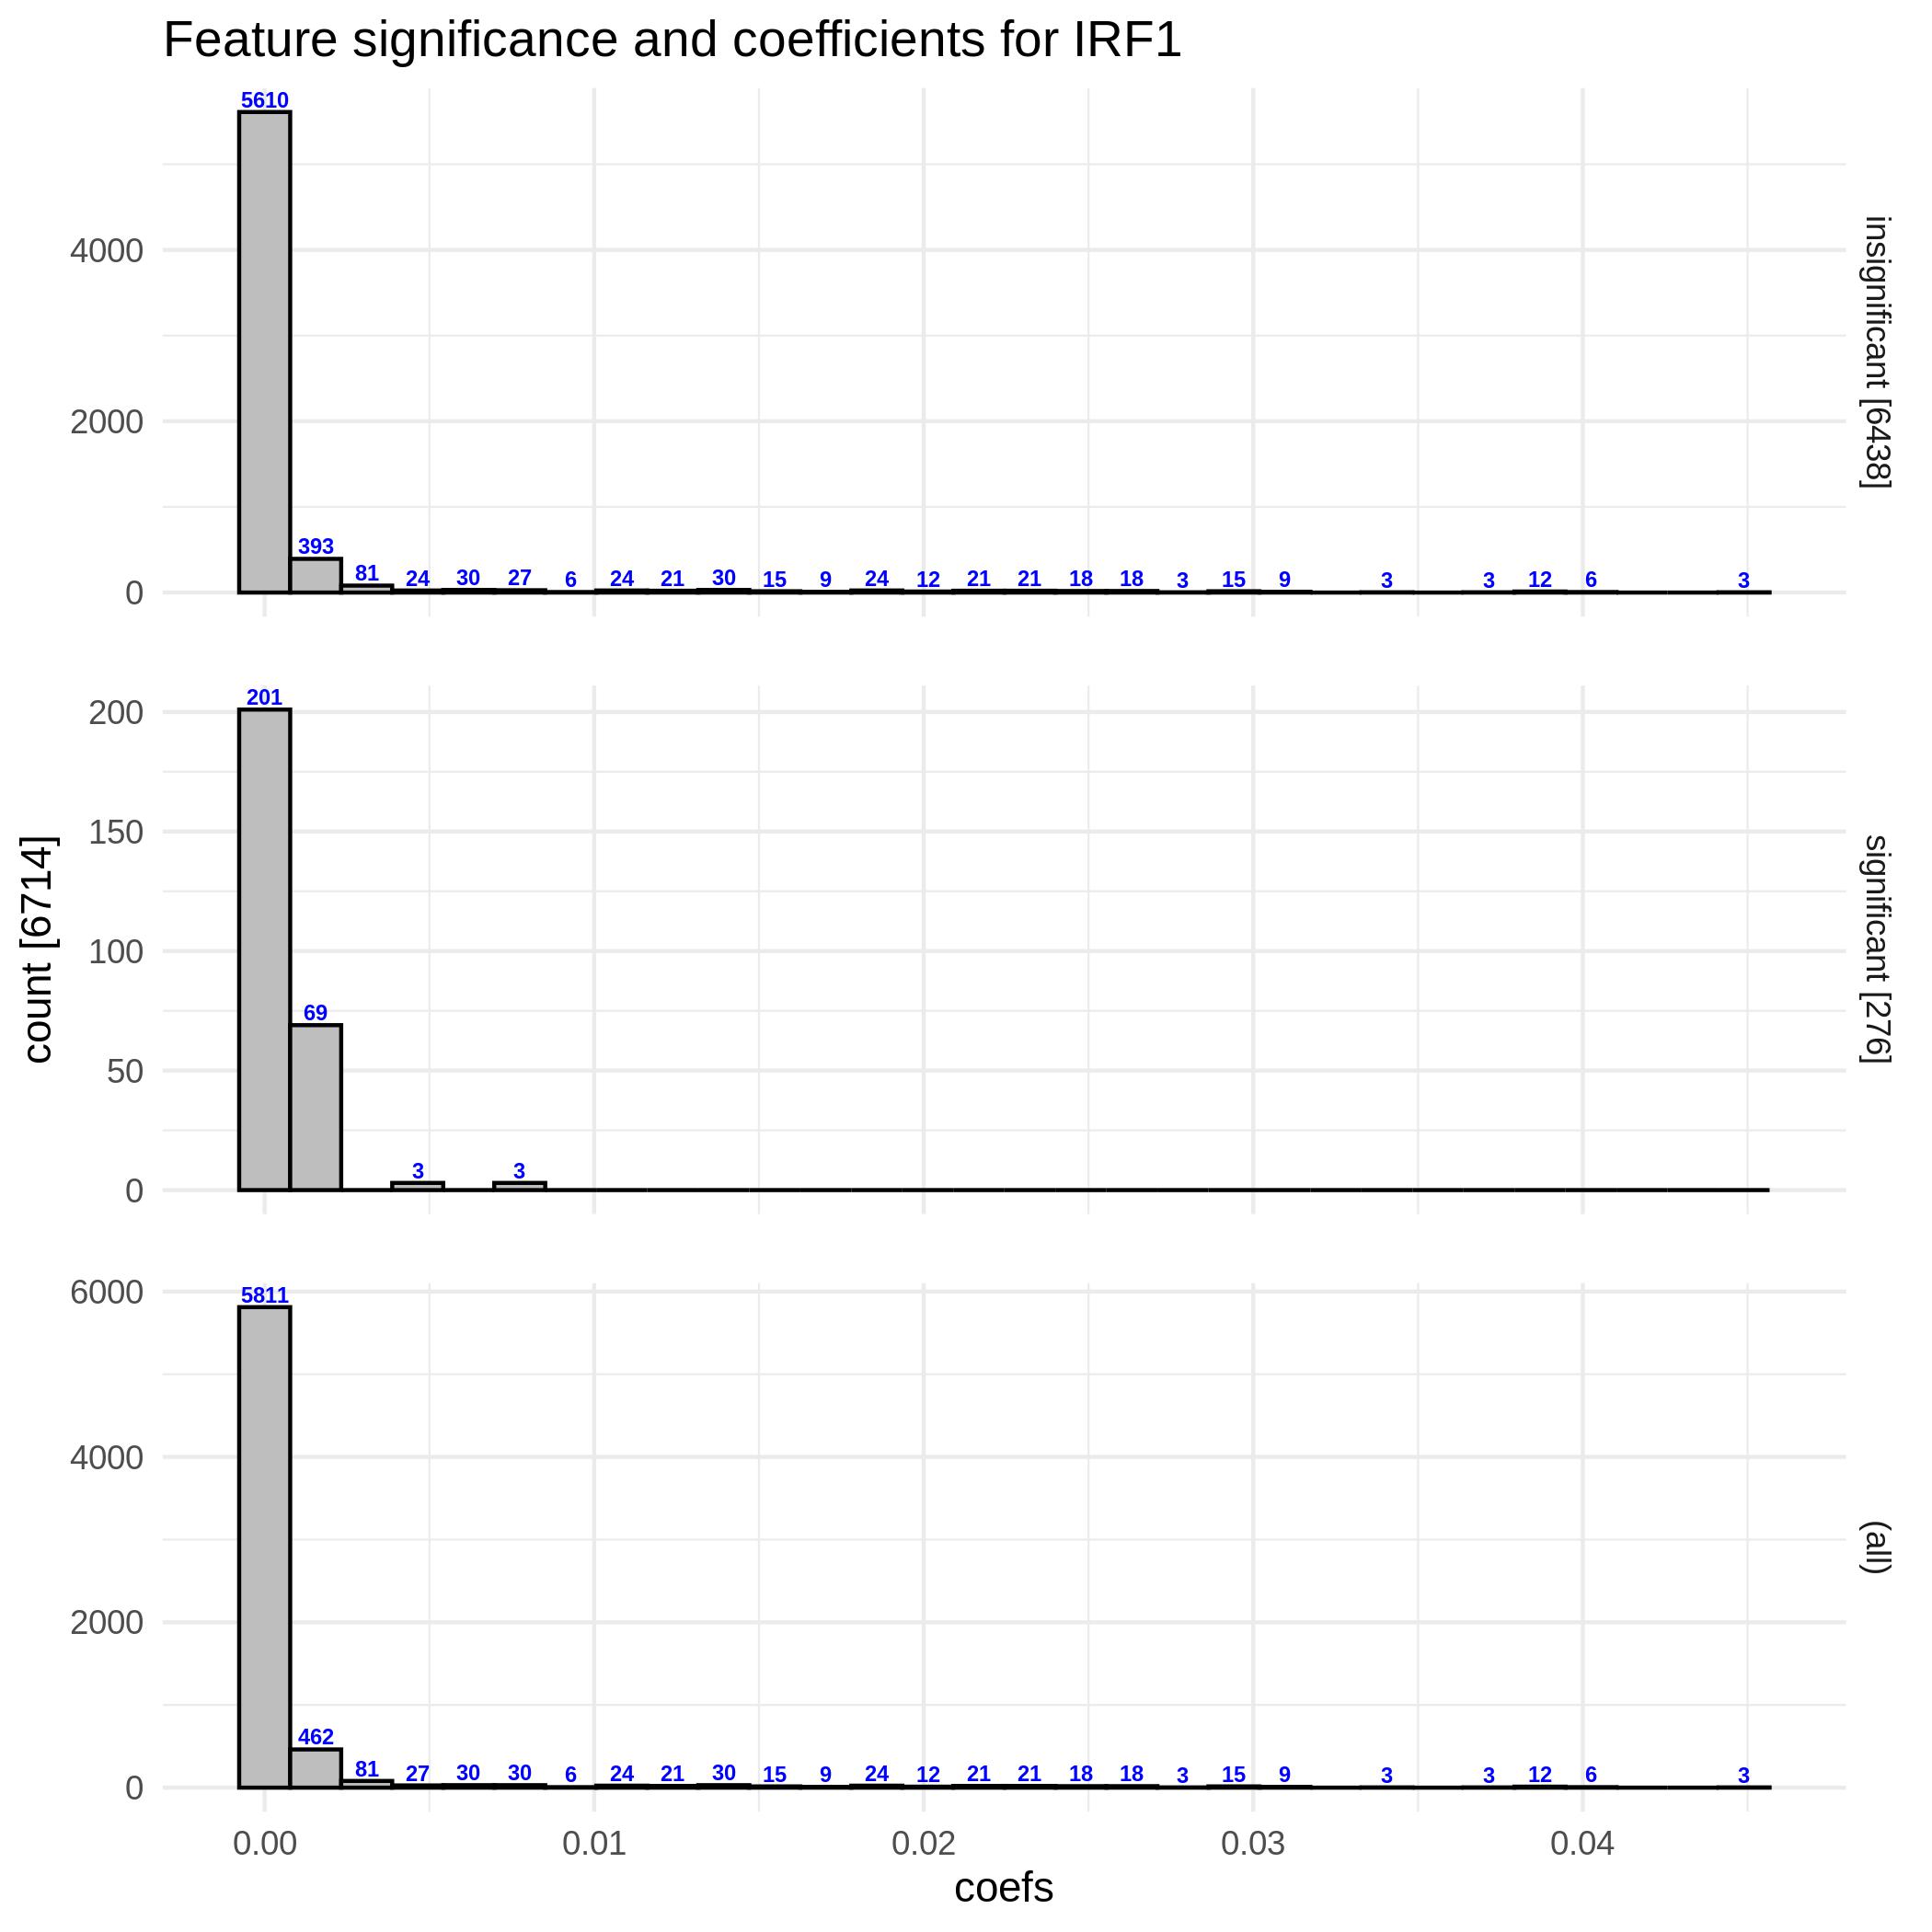 Feature significance and coefficients for IRF1
5610
393 81 24 30 27 6 24 21 30 15 9 24 12 21 21 18 18 3 15 9 3 3 12 6 3
4000
2000
0
insignificant [6438]
201
69
3 3
200
150
100
50
0
significant [276]
count [6714]
5811
462 81 27 30 30 6 24 21 30 15 9 24 12 21 21 18 18 3 15 9 3 3 12 6 3
6000
4000
2000
0
(all)
0.00 0.01 0.02 0.03 0.04
coefs